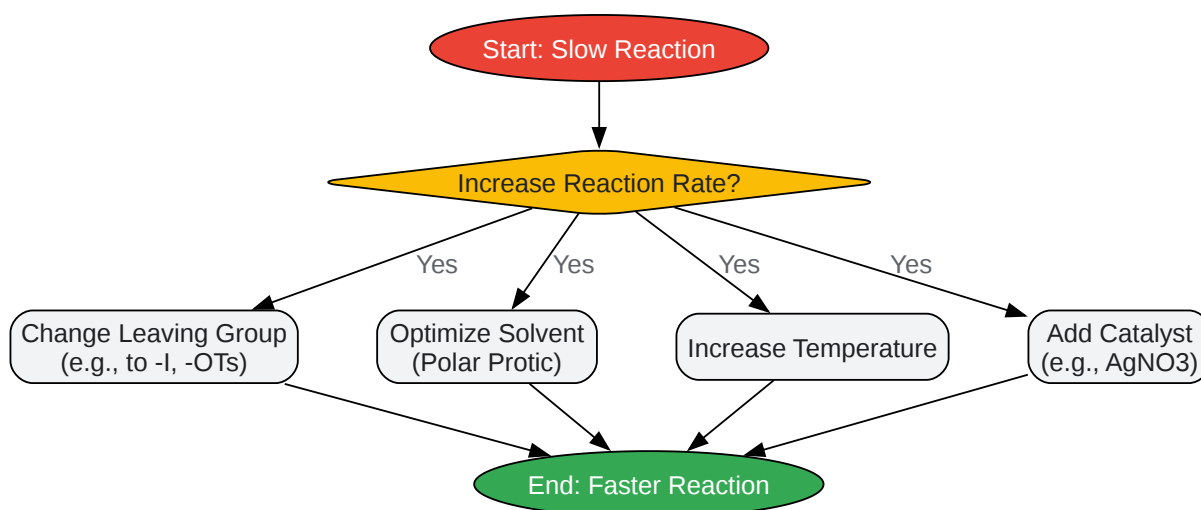 Start: Slow Reaction
Increase Reaction Rate?
Yes
Yes
Yes
Yes
Change Leaving Group
(e.g., to -I, -OTs)
Optimize Solvent
(Polar Protic)
Increase Temperature
Add Catalyst
(e.g., AgNO3)
End: Faster Reaction